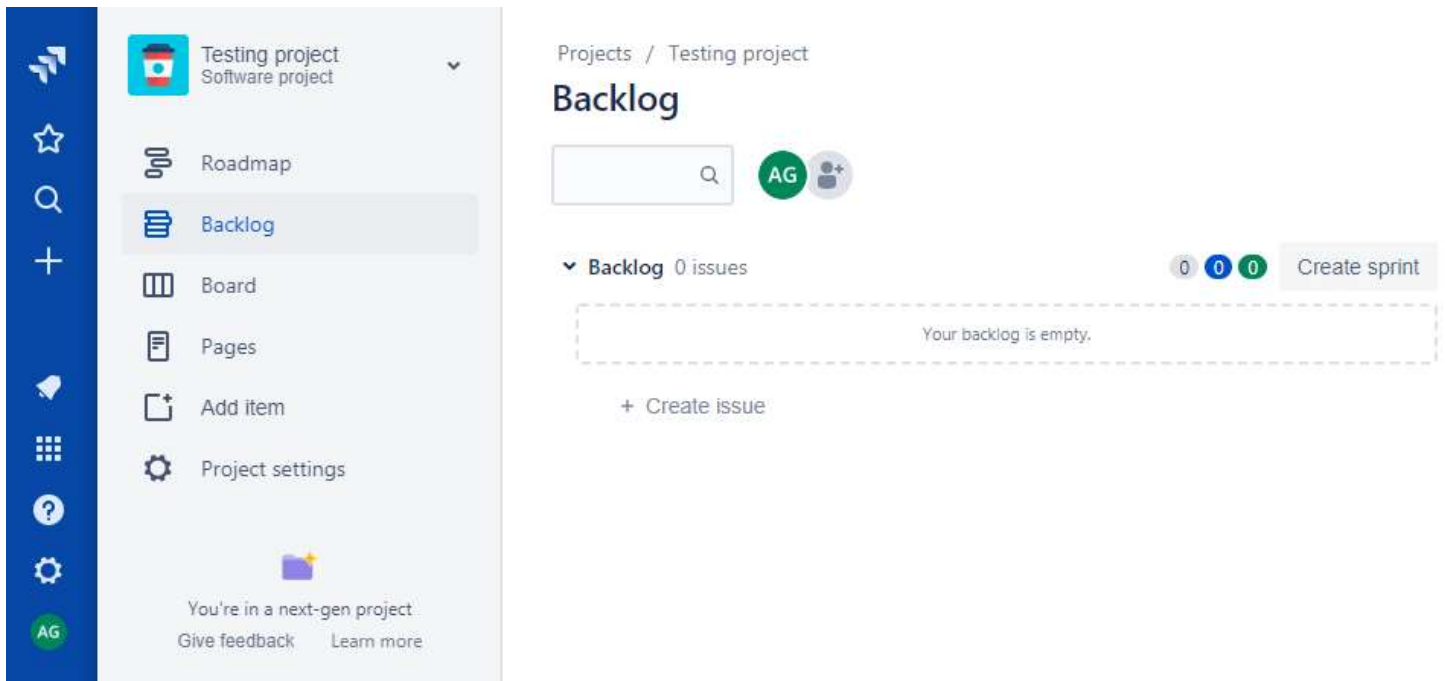 Testing project
Software project
Roadmap
Backlog
Board
Pages
Add item
Project settings
You're in a next-gen project
Give feedback Learn more
AG
Projects / Testing project
Backlog
AG
Backlog 0 issues 0 0 0 Create sprint
Your backlog is empty.
+ Create issue